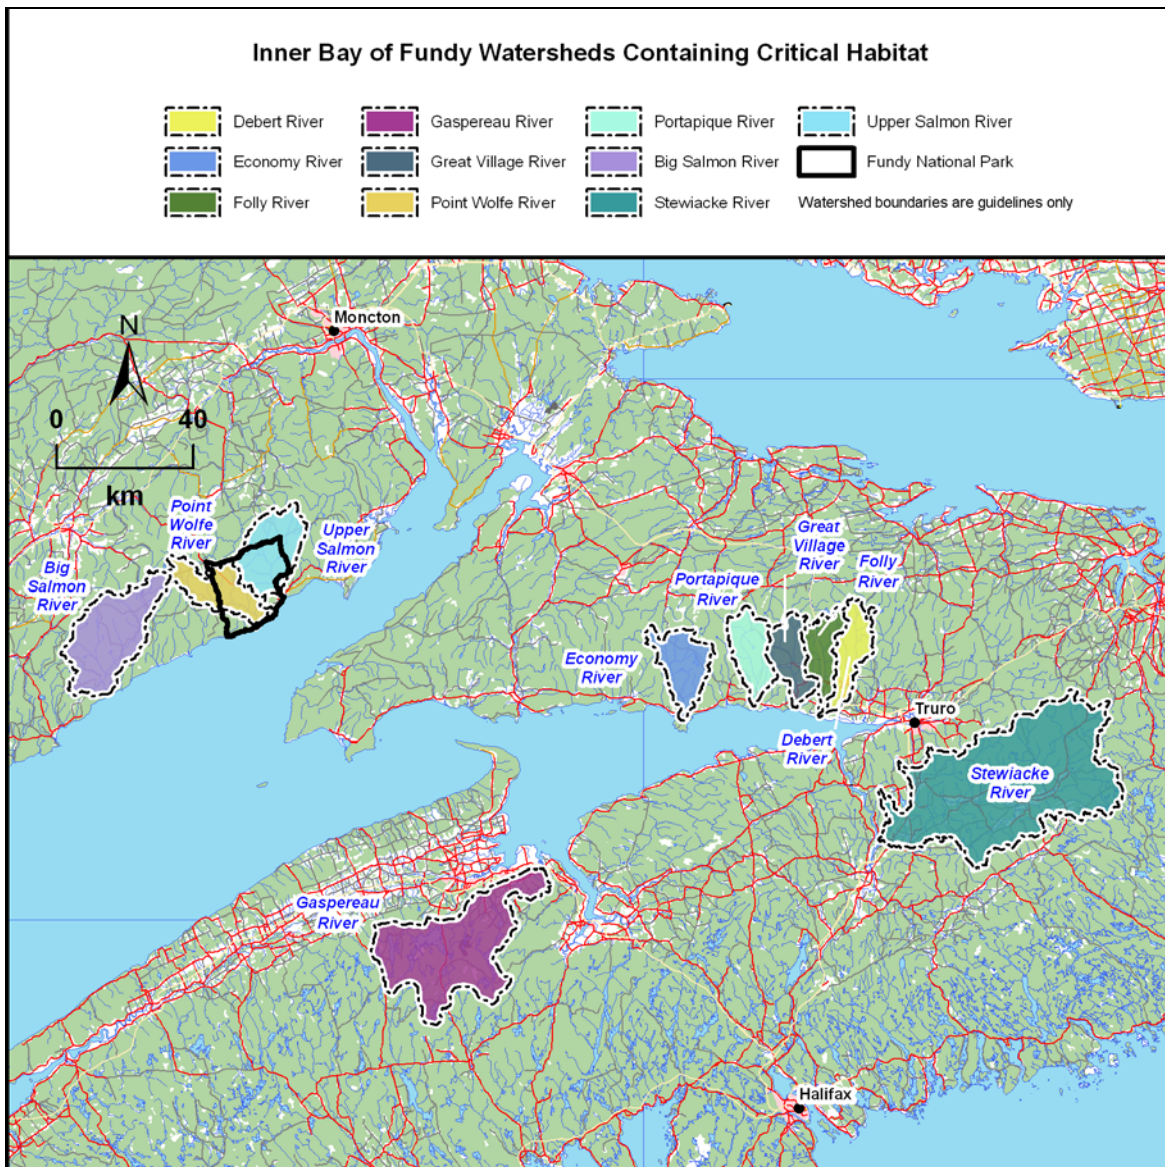 Inner Bay of Fundy Watersheds Containing Critical Habitat
Debert River
Gaspereau River
Portapique River
Upper Salmon River
Economy River
Great Village River
Big Salmon River
Fundy National Park
Folly River
Point Wolfe River
Stewiacke River
Watershed boundaries are guidelines only
Moncton
N
0 40
km
Point
Wolfe
River
Upper
Salmon
River
Big
Salmon
River
Great
Village
River
Folly
River
Portapique
River
Economy
River
Truro
Debert
River
Stewiacke
River
Gaspereau
River
Halifax